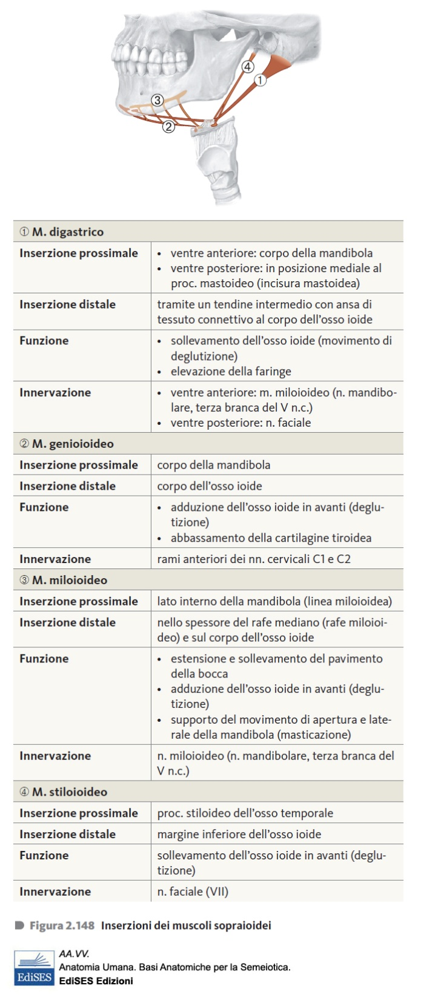 ④
①
③
②
① M. digastrico
Inserzione prossimale
• ventre anteriore: corpo della mandibola
• ventre posteriore: in posizione mediale al
proc. mastoideo (incisura mastoidea)
Inserzione distale
tramite un tendine intermedio con ansa di
tessuto connettivo al corpo dell’osso ioide
Funzione
• sollevamento dell’osso ioide (movimento di
deglutizione)
• elevazione della faringe
Innervazione
• ventre anteriore: m. miloioideo (n. mandibo-
lare, terza branca del V n.c.)
• ventre posteriore: n. faciale
② M. genioioideo
Inserzione prossimale
corpo della mandibola
Inserzione distale
corpo dell’osso ioide
Funzione
• adduzione dell’osso ioide in avanti (deglu-
tizione)
• abbassamento della cartilagine tiroidea
Innervazione
rami anteriori dei nn. cervicali C1 e C2
③ M. miloioideo
Inserzione prossimale
lato interno della mandibola (linea miloioidea)
Inserzione distale
nello spessore del rafe mediano (rafe miloioi-
deo) e sul corpo dell’osso ioide
Funzione
• estensione e sollevamento del pavimento
della bocca
• adduzione dell’osso ioide in avanti (deglu-
tizione)
• supporto del movimento di apertura e late-
rale della mandibola (masticazione)
Innervazione
n. miloioideo (n. mandibolare, terza branca del
V n.c.)
④ M. stiloioideo
Inserzione prossimale
proc. stiloideo dell’osso temporale
Inserzione distale
margine inferiore dell’osso ioide
Funzione
sollevamento dell’osso ioide in avanti (deglu-
tizione)
Innervazione
n. faciale (VII)
Figura 2.148 Inserzioni dei muscoli sopraioidei
EdiSES
AA.VV.
Anatomia Umana. Basi Anatomiche per la Semeiotica.
EdiSES Edizioni